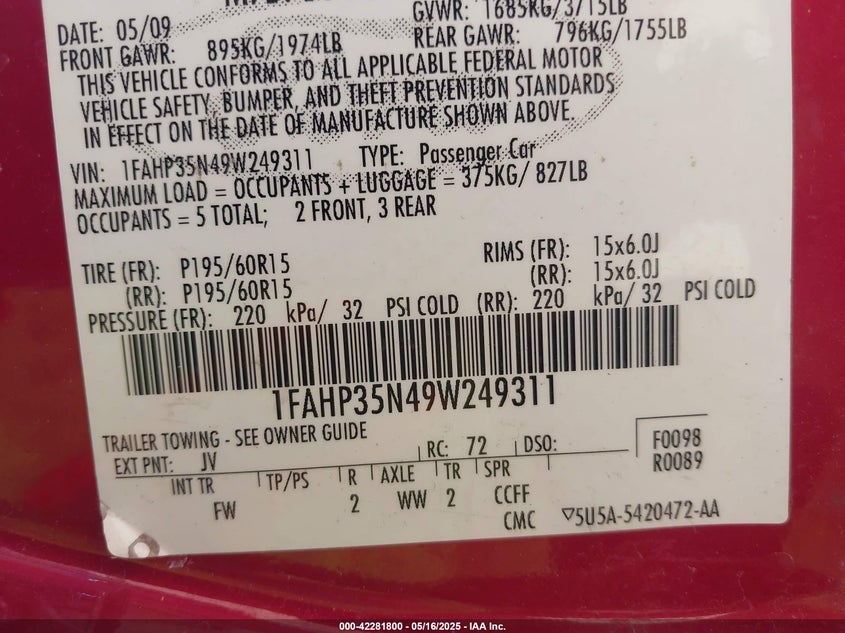 GVWR: 1685KG/3715LB
DATE: 05/09
FRONT GAWR: 895KG/1974LB REAR GAWR: 796KG/1755LB
THIS VEHICLE CONFORMS TO ALL APPLICABLE FEDERAL MOTOR
VEHICLE SAFETY, BUMPER, AND THEFT PREVENTION STANDARDS
IN EFFECT ON THE DATE OF MANUFACTURE SHOWN ABOVE.
VIN: 1FAHP35N49W249311 TYPE: Passenger Car
MAXIMUM LOAD = OCCUPANTS + LUGGAGE = 375KG/ 827LB
OCCUPANTS = 5 TOTAL; 2 FRONT, 3 REAR
TIRE (FR): P195/60R15 RIMS (FR): 15x6.0J
(RR): P195/60R15 (RR): 15x6.0J
PRESSURE (FR): 220 kPa/ 32 PSI COLD (RR): 220 kPa/ 32 PSI COLD
1FAHP35N49W249311
TRAILER TOWING - SEE OWNER GUIDE
EXT PNT: JV RC: 72 DSO: F0098
R0089
INT TR TP/PS R AXLE TR SPR
FW 2 WW 2 CCFF
CMC ▽5U5A-5420472-AA
000-42281800 - 05/16/2025 - IAA Inc.